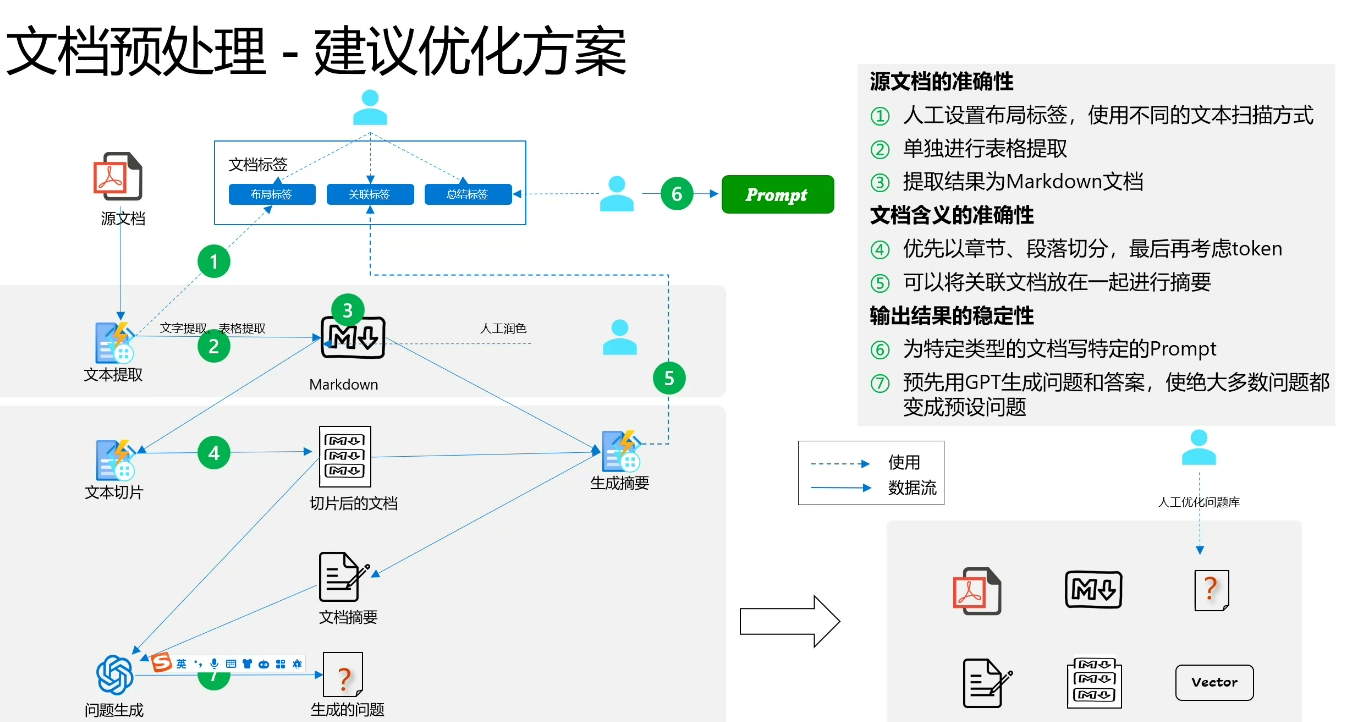 文档预处理 - 建议优化方案
源文档的准确性
① 人工设置布局标签，使用不同的文本扫描方式
② 单独进行表格提取
③ 提取结果为Markdown文档
文档含义的准确性
④ 优先以章节、段落切分，最后再考虑token
⑤ 可以将关联文档放在一起进行摘要
输出结果的稳定性
⑥ 为特定类型的文档写特定的Prompt
⑦ 预先用GPT生成问题和答案，使绝大多数问题都
变成预设问题
文档标签
布局标签 关联标签 总结标签
6
Prompt
源文档
1
文字提取、表格提取
2
3
M
人工润色
文本提取
Markdown
5
4
M
M
M
文本切片
切片后的文档
生成摘要
使用
数据流
人工优化问题库
文档摘要
S 英
7
?
问题生成
生成的问题
M
?
M
M
M
Vector